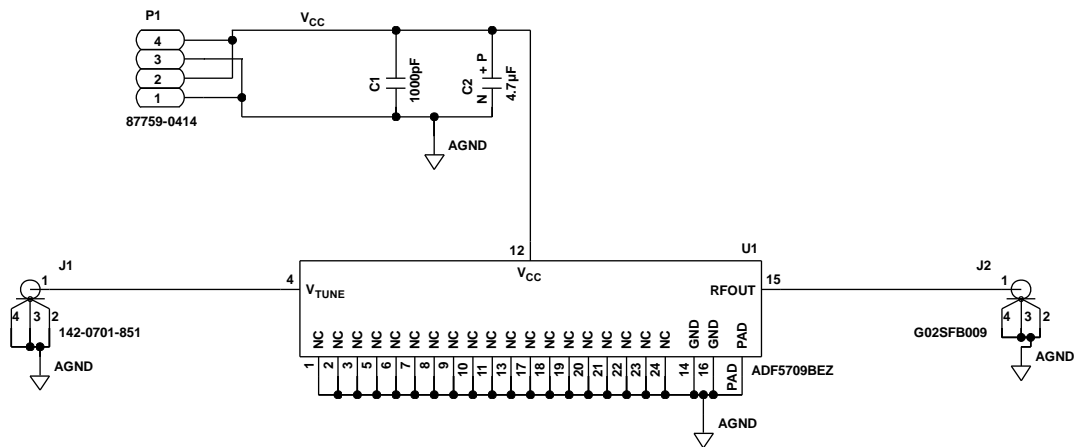 P1
V_CC
4
3
2
1
87759-0414
C1
1000pF
C2
+ P
N
4.7µF
AGND
J1
1
4 3 2
142-0701-851
AGND
12
U1
4
V_TUNE
V_CC
RFOUT
15
NC NC NC NC NC NC NC NC NC NC NC NC NC NC NC NC NC NC NC GND GND PAD
1 2 3 5 6 7 8 9 10 11 13 17 18 19 20 21 22 23 24 14 16 PAD
ADF5709BEZ
AGND
J2
1
4 3 2
G02SFB009
AGND